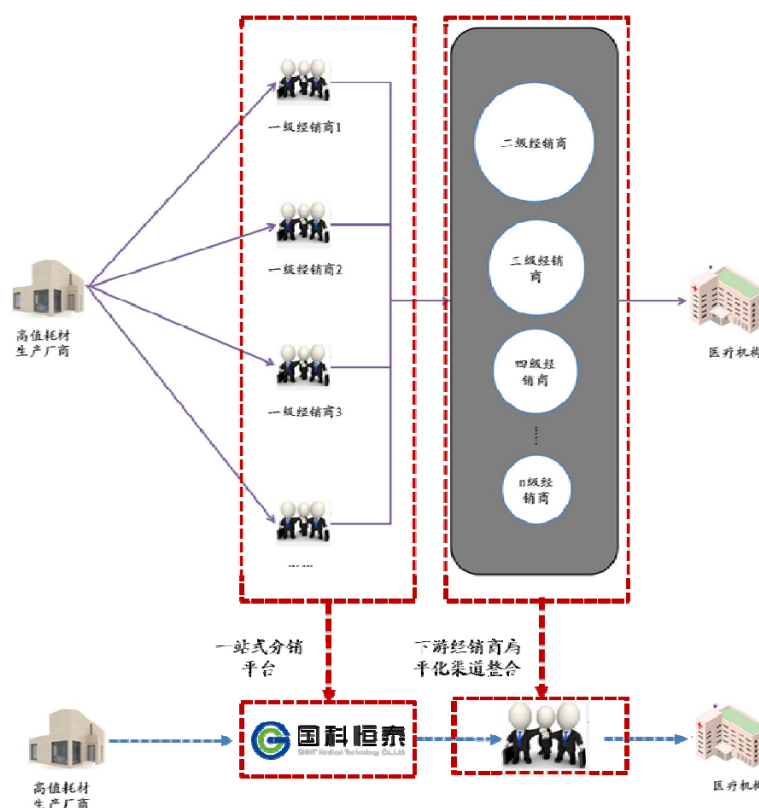 一级经销商1
二级经销商
一级经销商2
三级经销
商
高值耗材
生产厂商
医疗机构
四级经
销商
一级经销商3
......
n级经
销商
......
一站式分销
平台
下游经销商扁
平化渠道整合
国科恒泰
Medical Technology Co.,Ltd
高值耗材
生产厂商
医疗机构